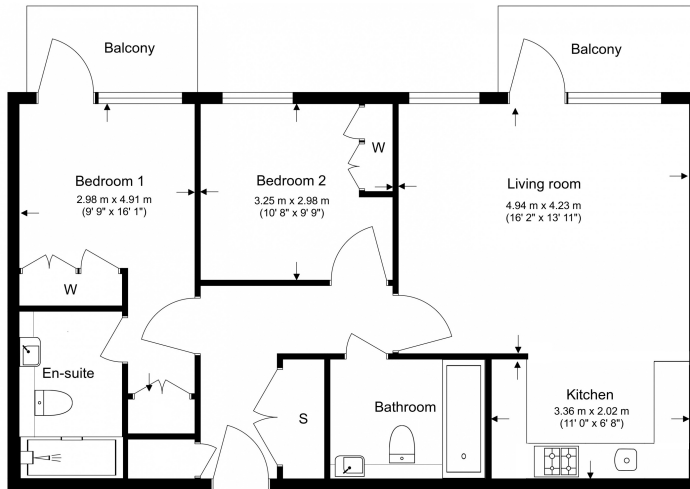 Balcony
Balcony
Bedroom 1
2.98 m x 4.91 m
(9' 9" x 16' 1")
Bedroom 2
3.25 m x 2.98 m
(10' 8" x 9' 9")
W
Living room
4.94 m x 4.23 m
(16' 2" x 13' 11")
W
En-suite
S
Bathroom
Kitchen
3.36 m x 2.02 m
(11' 0" x 6' 8")